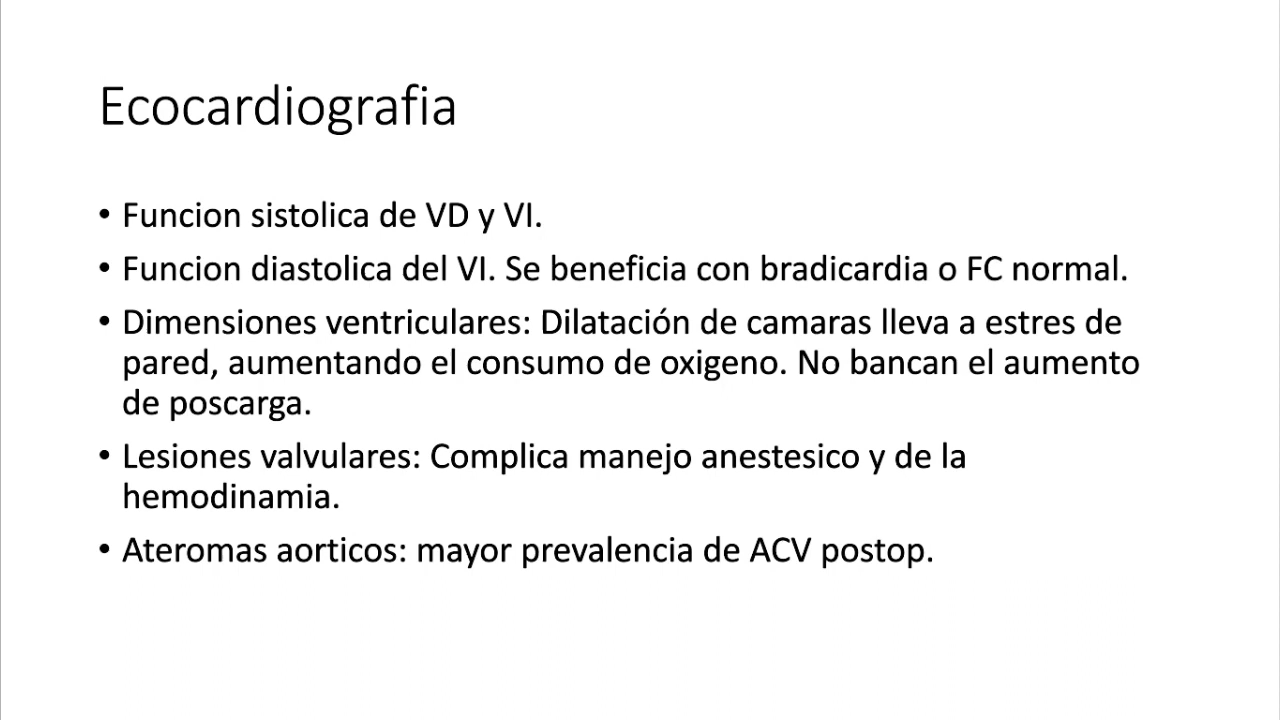 Ecocardiografia
• Funcion sistolica de VD y VI.
• Funcion diastolica del VI. Se beneficia con bradicardia o FC normal.
• Dimensiones ventriculares: Dilatación de camaras lleva a estres de
pared, aumentando el consumo de oxigeno. No bancan el aumento
de poscarga.
• Lesiones valvulares: Complica manejo anestesico y de la
hemodinamia.
• Ateromas aorticos: mayor prevalencia de ACV postop.